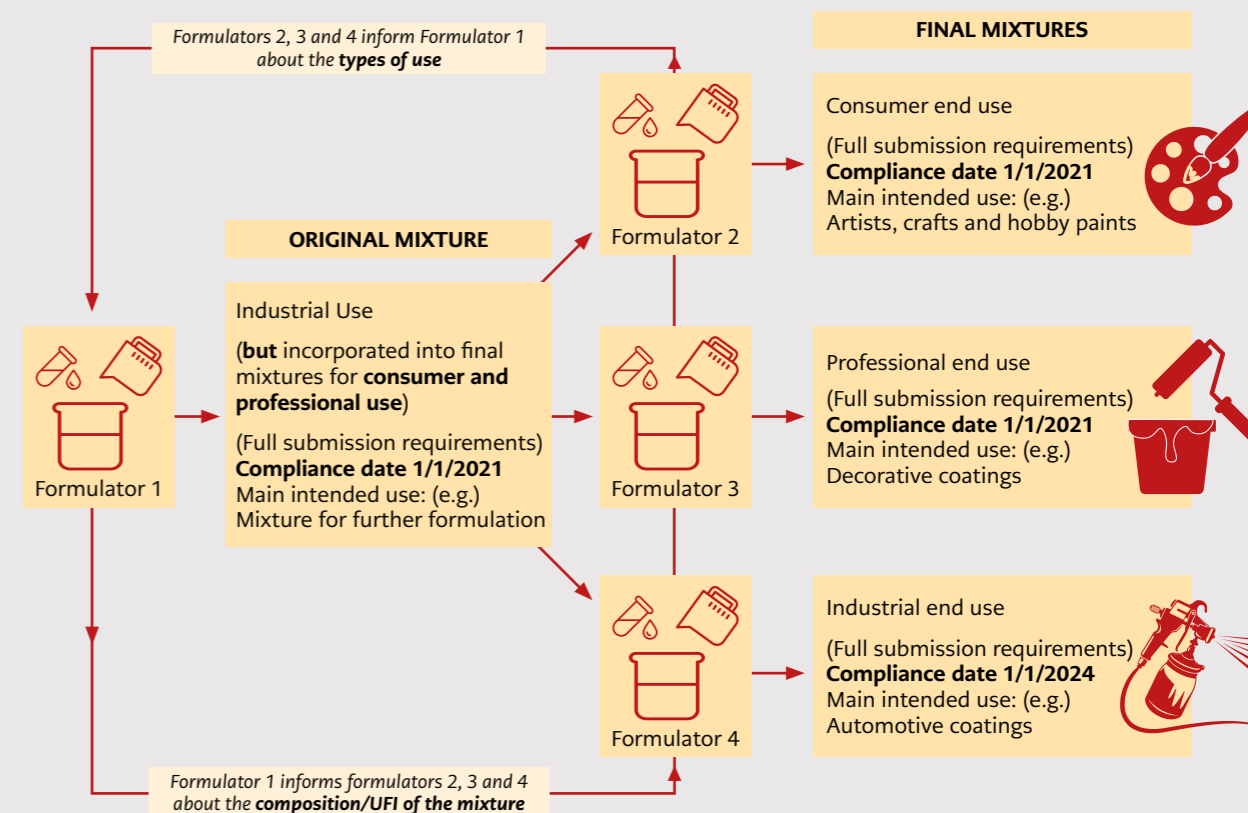 Formulators 2, 3 and 4 inform Formulator 1
about the types of use
FINAL MIXTURES
Formulator 2
Consumer end use
(Full submission requirements)
Compliance date 1/1/2021
Main intended use: (e.g.)
Artists, crafts and hobby paints
ORIGINAL MIXTURE
Formulator 1
Industrial Use
(but incorporated into final
mixtures for consumer and
professional use)
(Full submission requirements)
Compliance date 1/1/2021
Main intended use: (e.g.)
Mixture for further formulation
Formulator 3
Professional end use
(Full submission requirements)
Compliance date 1/1/2021
Main intended use: (e.g.)
Decorative coatings
Formulator 4
Industrial end use
(Full submission requirements)
Compliance date 1/1/2024
Main intended use: (e.g.)
Automotive coatings
Formulator 1 informs formulators 2, 3 and 4
about the composition/UFI of the mixture